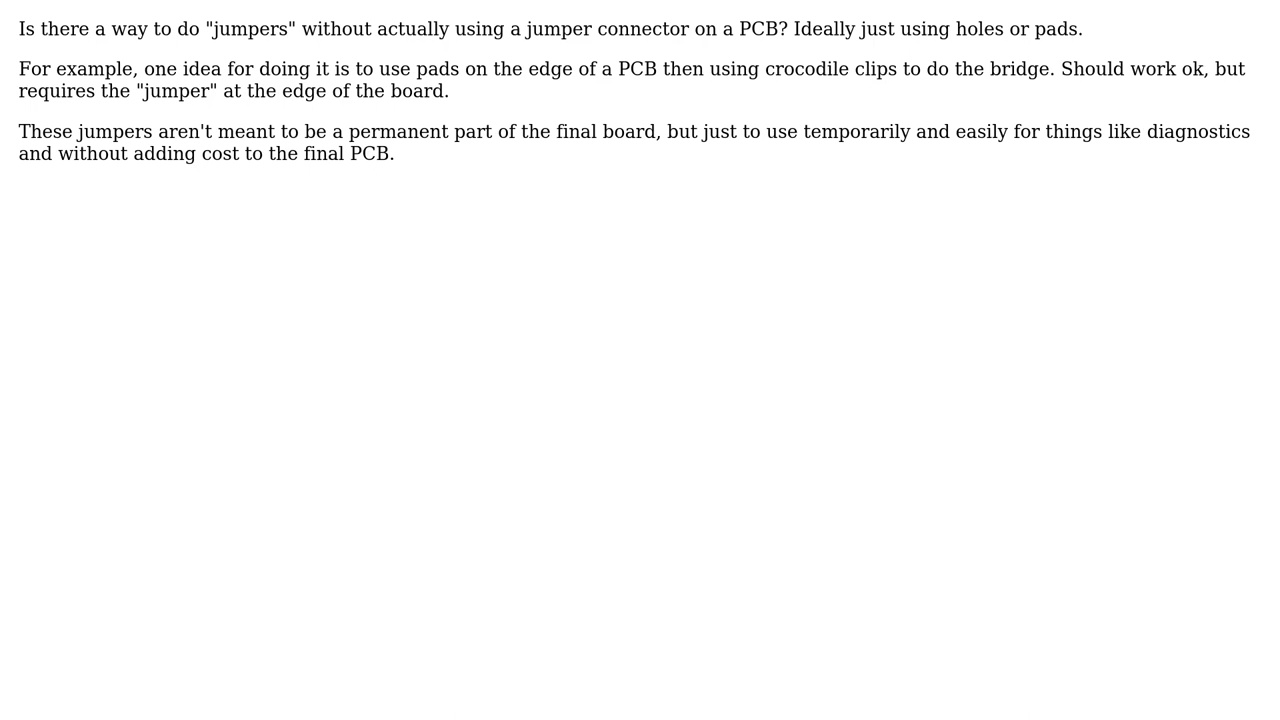 Is there a way to do "jumpers" without actually using a jumper connector on a PCB? Ideally just using holes or pads.
For example, one idea for doing it is to use pads on the edge of a PCB then using crocodile clips to do the bridge. Should work ok, but
requires the "jumper" at the edge of the board.
These jumpers aren't meant to be a permanent part of the final board, but just to use temporarily and easily for things like diagnostics
and without adding cost to the final PCB.